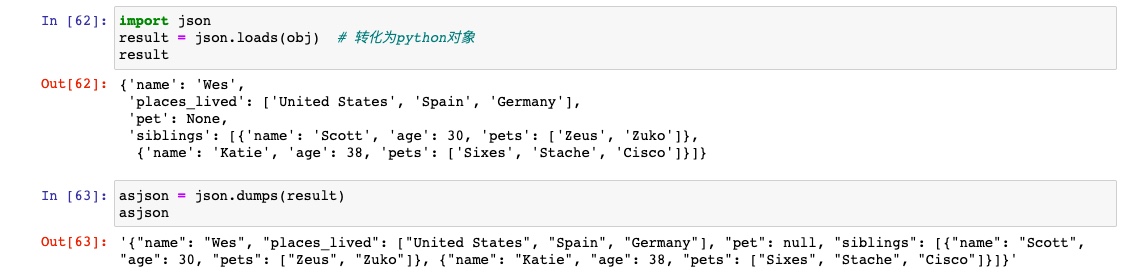 In [62]: import json
result = json.loads(obj)  # 转化为python对象
result
Out[62]: {'name': 'Wes',
'places_lived': ['United States', 'Spain', 'Germany'],
'pet': None,
'siblings': [{'name': 'Scott', 'age': 30, 'pets': ['Zeus', 'Zuko']},
{'name': 'Katie', 'age': 38, 'pets': ['Sixes', 'Stache', 'Cisco']}]}
In [63]: asjson = json.dumps(result)
asjson
Out[63]: '{"name": "Wes", "places_lived": ["United States", "Spain", "Germany"], "pet": null, "siblings": [{"name": "Scott",
"age": 30, "pets": ["Zeus", "Zuko"]}, {"name": "Katie", "age": 38, "pets": ["Sixes", "Stache", "Cisco"]}]}'